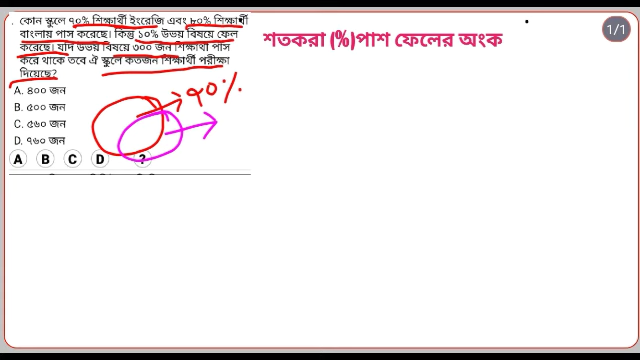 কোন স্কুলে ৭০% শিক্ষার্থী ইংরেজি এবং ৮০% শিক্ষার্থী
বাংলায় পাস করেছে। কিন্তু ১০% উভয় বিষয়ে ফেল
করেছে। যদি উভয় বিষয়ে ৩০০ জন শিক্ষার্থী পাস
করে থাকে তবে ঐ স্কুলে কতজন শিক্ষার্থী পরীক্ষা
দিয়েছে?
A. ৪০০ জন
B. ৫০০ জন
C. ৫৬০ জন
D. ৭৬০ জন
A B C D ?
শতকরা (%)পাশ ফেলের অংক
1/1
৭০%